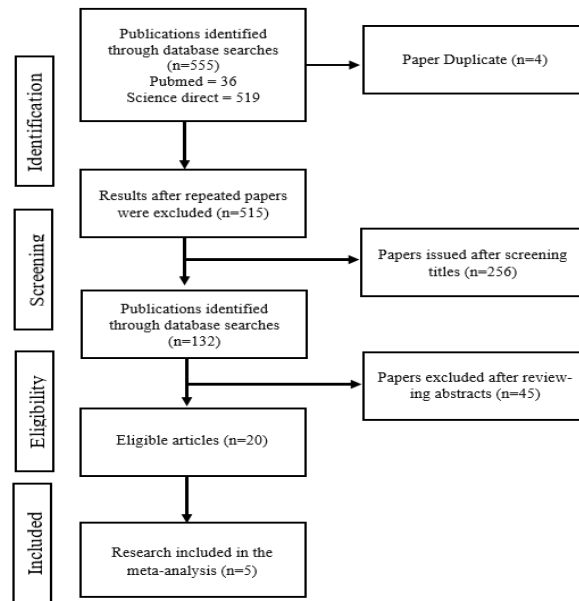 Identification
Publications identified
through database searches
(n=555)
Pubmed = 36
Science direct = 519
Paper Duplicate (n=4)
Results after repeated papers
were excluded (n=515)
Screening
Papers issued after screening
titles (n=256)
Publications identified
through database searches
(n=132)
Eligibility
Papers excluded after review-
ing abstracts (n=45)
Eligible articles (n=20)
Included
Research included in the
meta-analysis (n=5)